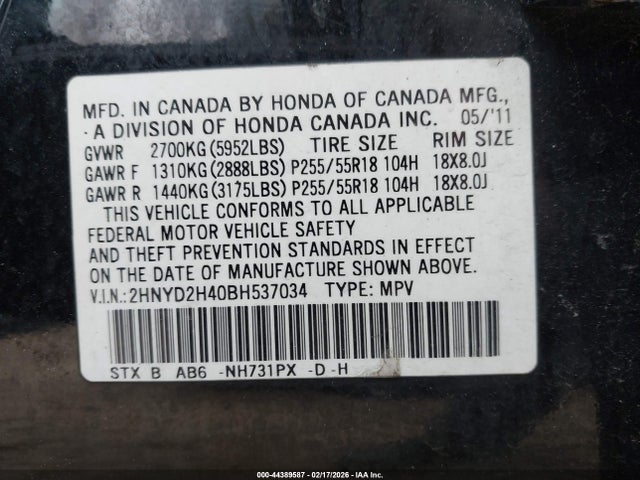 MFD. IN CANADA BY HONDA OF CANADA MFG.,
A DIVISION OF HONDA CANADA INC. 05/'11
GVWR 2700KG(5952LBS) TIRE SIZE RIM SIZE
GAWR F 1310KG(2888LBS) P255/55R18 104H 18X8.0J
GAWR R 1440KG(3175LBS) P255/55R18 104H 18X8.0J
THIS VEHICLE CONFORMS TO ALL APPLICABLE
FEDERAL MOTOR VEHICLE SAFETY
AND THEFT PREVENTION STANDARDS IN EFFECT
ON THE DATE OF MANUFACTURE SHOWN ABOVE.
V.I.N.:2HNYD2H40BH537034 TYPE: MPV
STX B AB6 -NH731PX -D -H
000-44389587 - 02/17/2026 - IAA Inc.